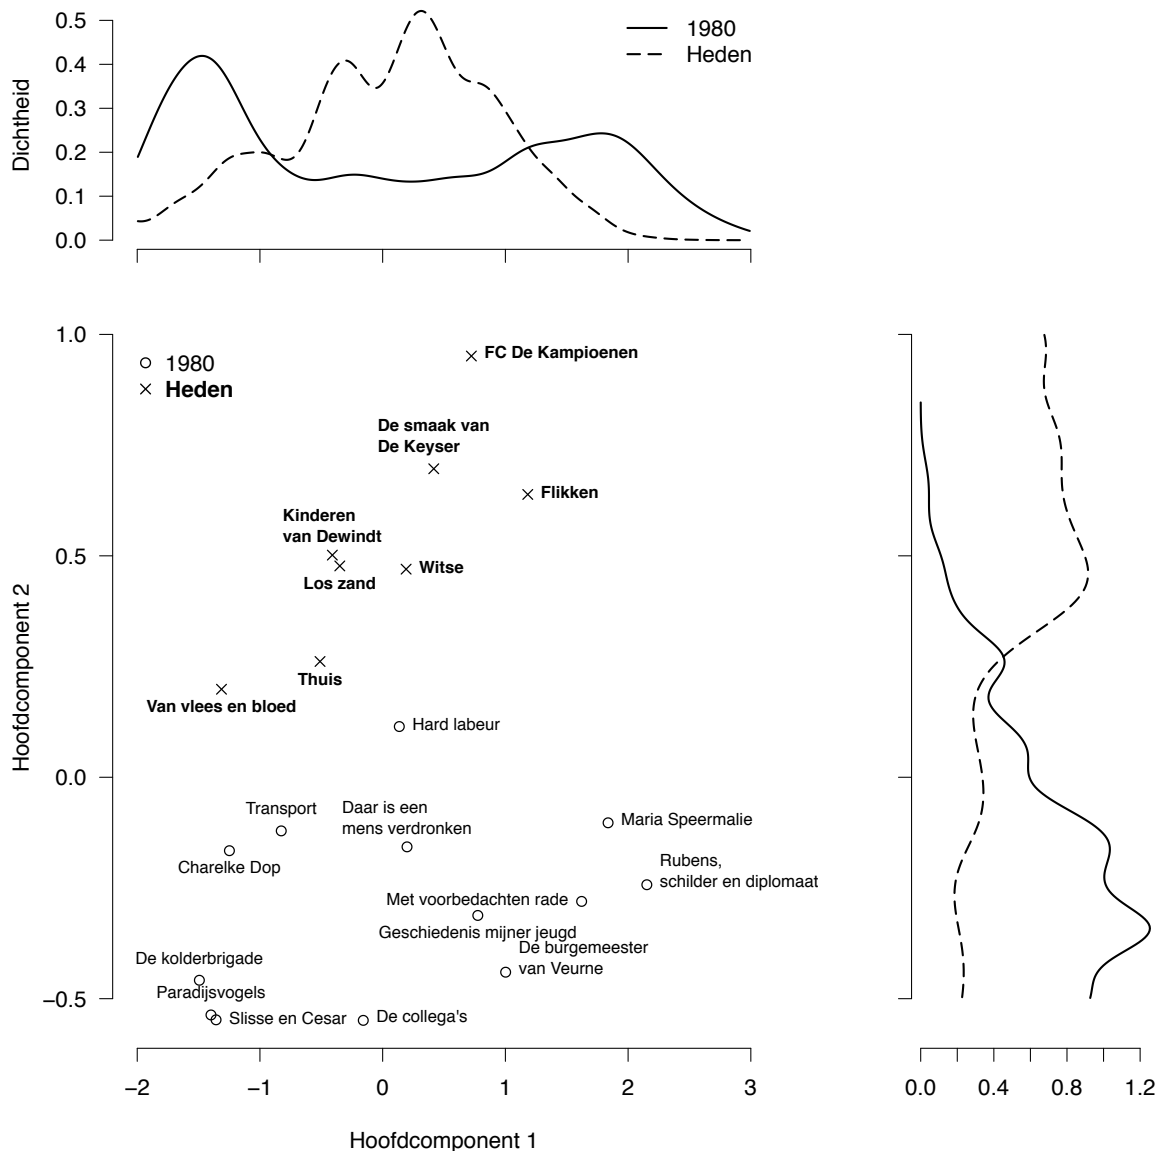 Dichtheid
0.5
0.4
0.3
0.2
0.1
0.0
1980
Heden
1.0
0.5
0.0
−0.5
Hoofdcomponent 2
1980
Heden
FC De Kampioenen
De smaak van
De Keyser
Flikken
Kinderen
van Dewindt
Los zand
Witse
Thuis
Van vlees en bloed
Hard labeur
Transport
Daar is een
mens verdronken
Charelke Dop
Maria Speermalie
Rubens,
schilder en diplomaat
Met voorbedachten rade
Geschiedenis mijner jeugd
De burgemeester
van Veurne
De kolderbrigade
Paradijsvogels
Slisse en Cesar
De collega's
−2 −1 0 1 2 3
Hoofdcomponent 1
0.0 0.4 0.8 1.2